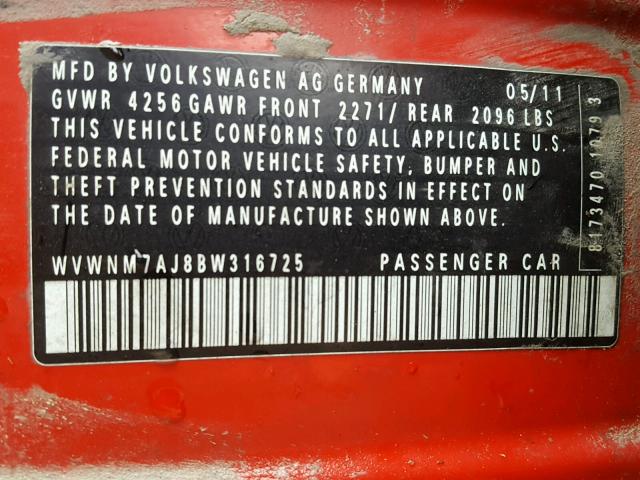 MFD BY VOLKSWAGEN AG GERMANY 05/11
GVWR 4256 GAWR FRONT 2271/ REAR 2096 LBS
THIS VEHICLE CONFORMS TO ALL APPLICABLE U.S.
FEDERAL MOTOR VEHICLE SAFETY, BUMPER AND
THEFT PREVENTION STANDARDS IN EFFECT ON
THE DATE OF MANUFACTURE SHOWN ABOVE.
WVWNM7AJ8BW316725 PASSENGER CAR
8173470 10793